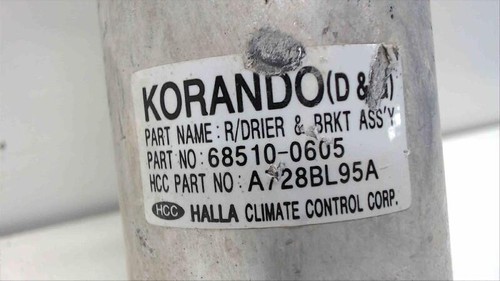 KORANDO(D & G)
PART NAME: R/DRIER & BRKT ASS'Y
PART NO: 68510-0605
HCC PART NO: A728BL95A
HCC HALLA CLIMATE CONTROL CORP.